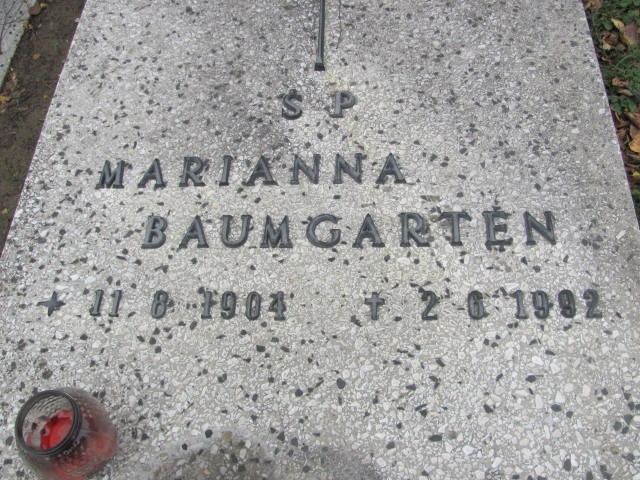 S P
MARIANNA
BAUMGARTEN
★ 11 8 1904 ✝ 2 6 1992